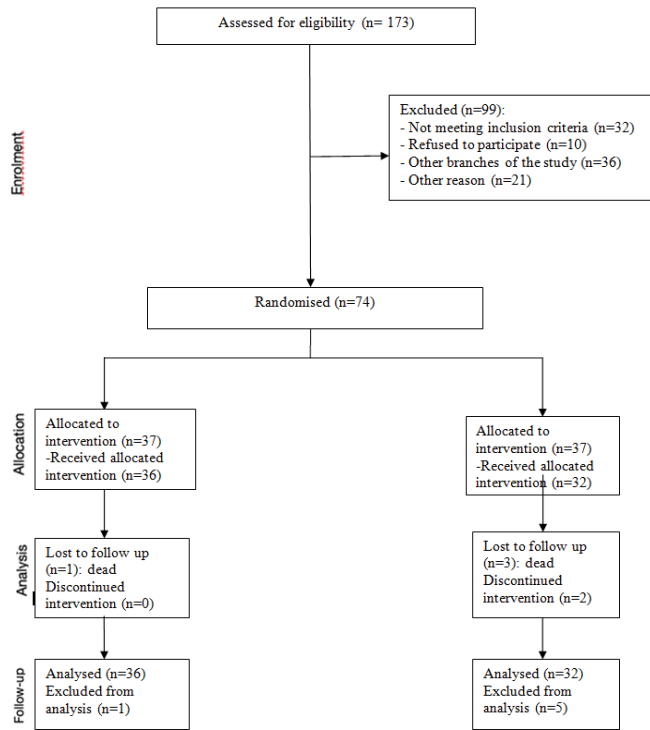 Assessed for eligibility (n= 173)
Enrolment
Excluded (n=99):
- Not meeting inclusion criteria (n=32)
- Refused to participate (n=10)
- Other branches of the study (n=36)
- Other reason (n=21)
Randomised (n=74)
Allocation
Allocated to
intervention (n=37)
-Received allocated
intervention (n=36)
Allocated to
intervention (n=37)
-Received allocated
intervention (n=32)
Analysis
Lost to follow up
(n=1): dead
Discontinued
intervention (n=0)
Lost to follow up
(n=3): dead
Discontinued
intervention (n=2)
Follow-up
Analysed (n=36)
Excluded from
analysis (n=1)
Analysed (n=32)
Excluded from
analysis (n=5)